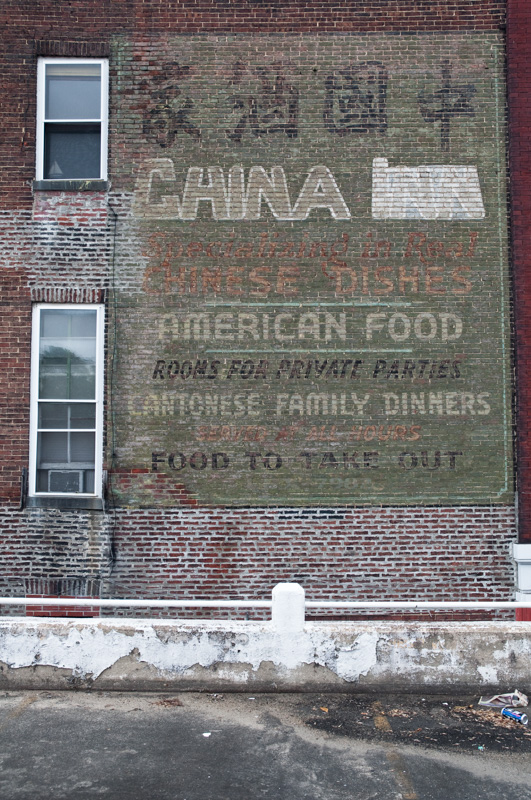 中國酒家
CHINA INN
Specializing in Real
CHINESE DISHES
AMERICAN FOOD
ROOMS FOR PRIVATE PARTIES
CANTONESE FAMILY DINNERS
AT ALL HOURS
FOOD TO TAKE OUT